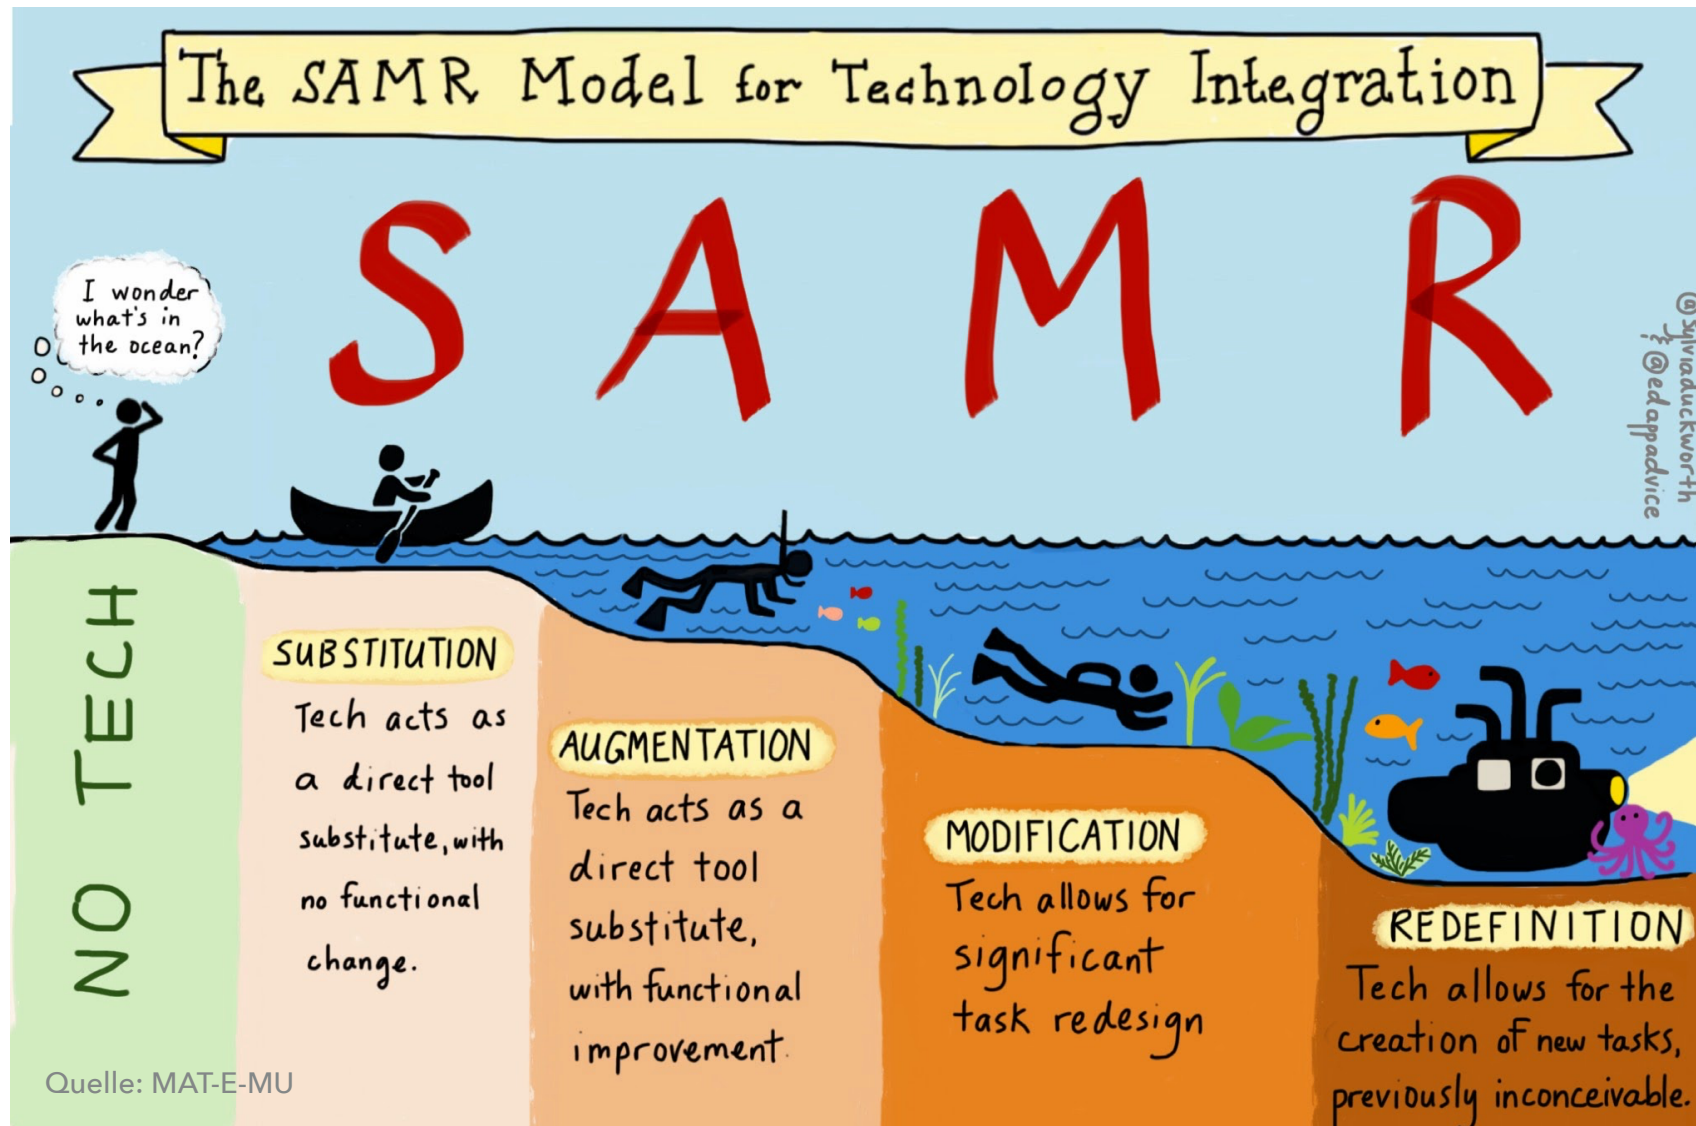 The SAMR Model for Technology Integration
S A M R
I wonder
what's in
the ocean?
@sylviaduckworth
& @edappadvice
NO TECH
SUBSTITUTION
Tech acts as
a direct tool
substitute, with
no functional
change.
AUGMENTATION
Tech acts as a
direct tool
substitute,
with functional
improvement.
MODIFICATION
Tech allows for
significant
task redesign
REDEFINITION
Tech allows for the
creation of new tasks,
previously inconceivable.
Quelle: MAT-E-MU